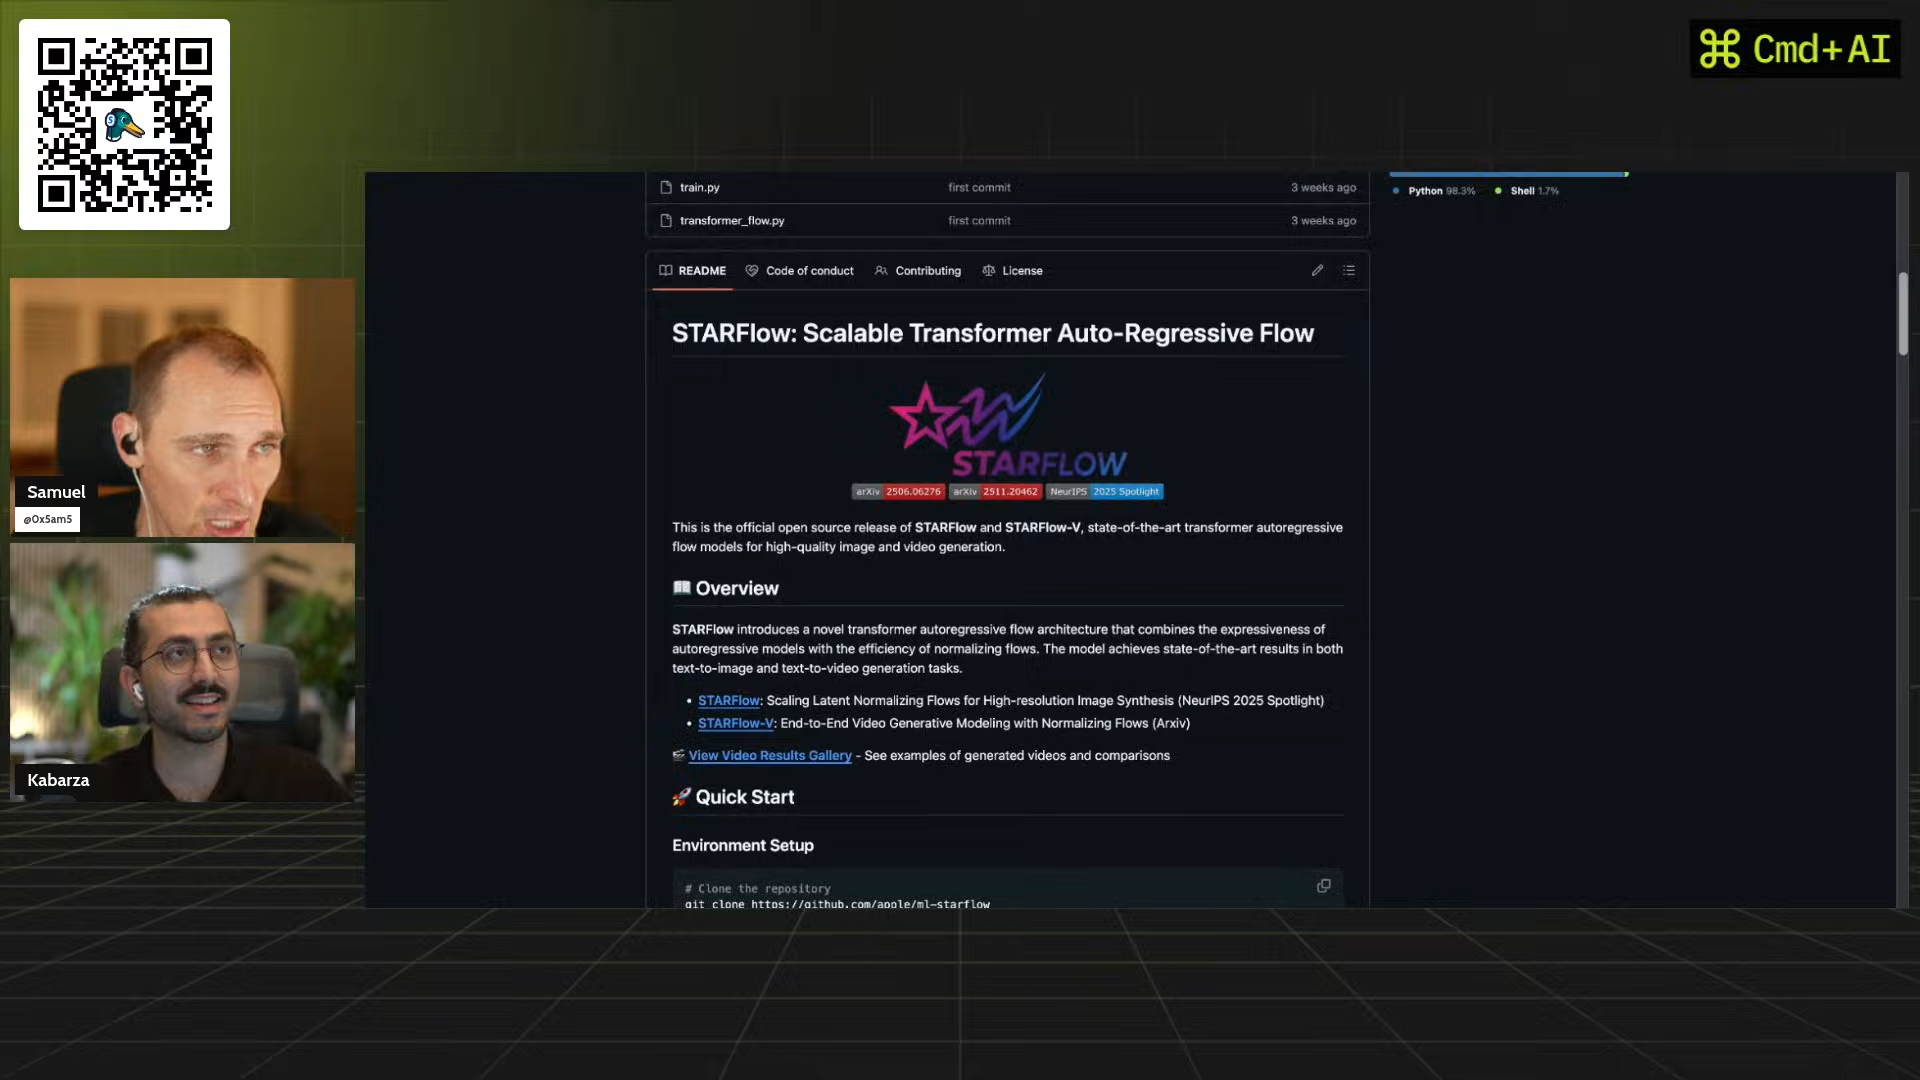 ⌘ Cmd+AI
Samuel
@0x5am5
Kabarza
train.py first commit 3 weeks ago
transformer_flow.py first commit 3 weeks ago
Python 98.3% Shell 1.7%
README Code of conduct Contributing License
STARFlow: Scalable Transformer Auto-Regressive Flow
STARFLOW
arXiv 2506.06276 arXiv 2511.20462 NeurIPS 2025 Spotlight
This is the official open source release of STARFlow and STARFlow-V, state-of-the-art transformer autoregressive
flow models for high-quality image and video generation.
📖 Overview
STARFlow introduces a novel transformer autoregressive flow architecture that combines the expressiveness of
autoregressive models with the efficiency of normalizing flows. The model achieves state-of-the-art results in both
text-to-image and text-to-video generation tasks.
• STARFlow: Scaling Latent Normalizing Flows for High-resolution Image Synthesis (NeurIPS 2025 Spotlight)
• STARFlow-V: End-to-End Video Generative Modeling with Normalizing Flows (Arxiv)
🎬 View Video Results Gallery - See examples of generated videos and comparisons
🚀 Quick Start
Environment Setup
# Clone the repository
git clone https://github.com/apple/ml-starflow